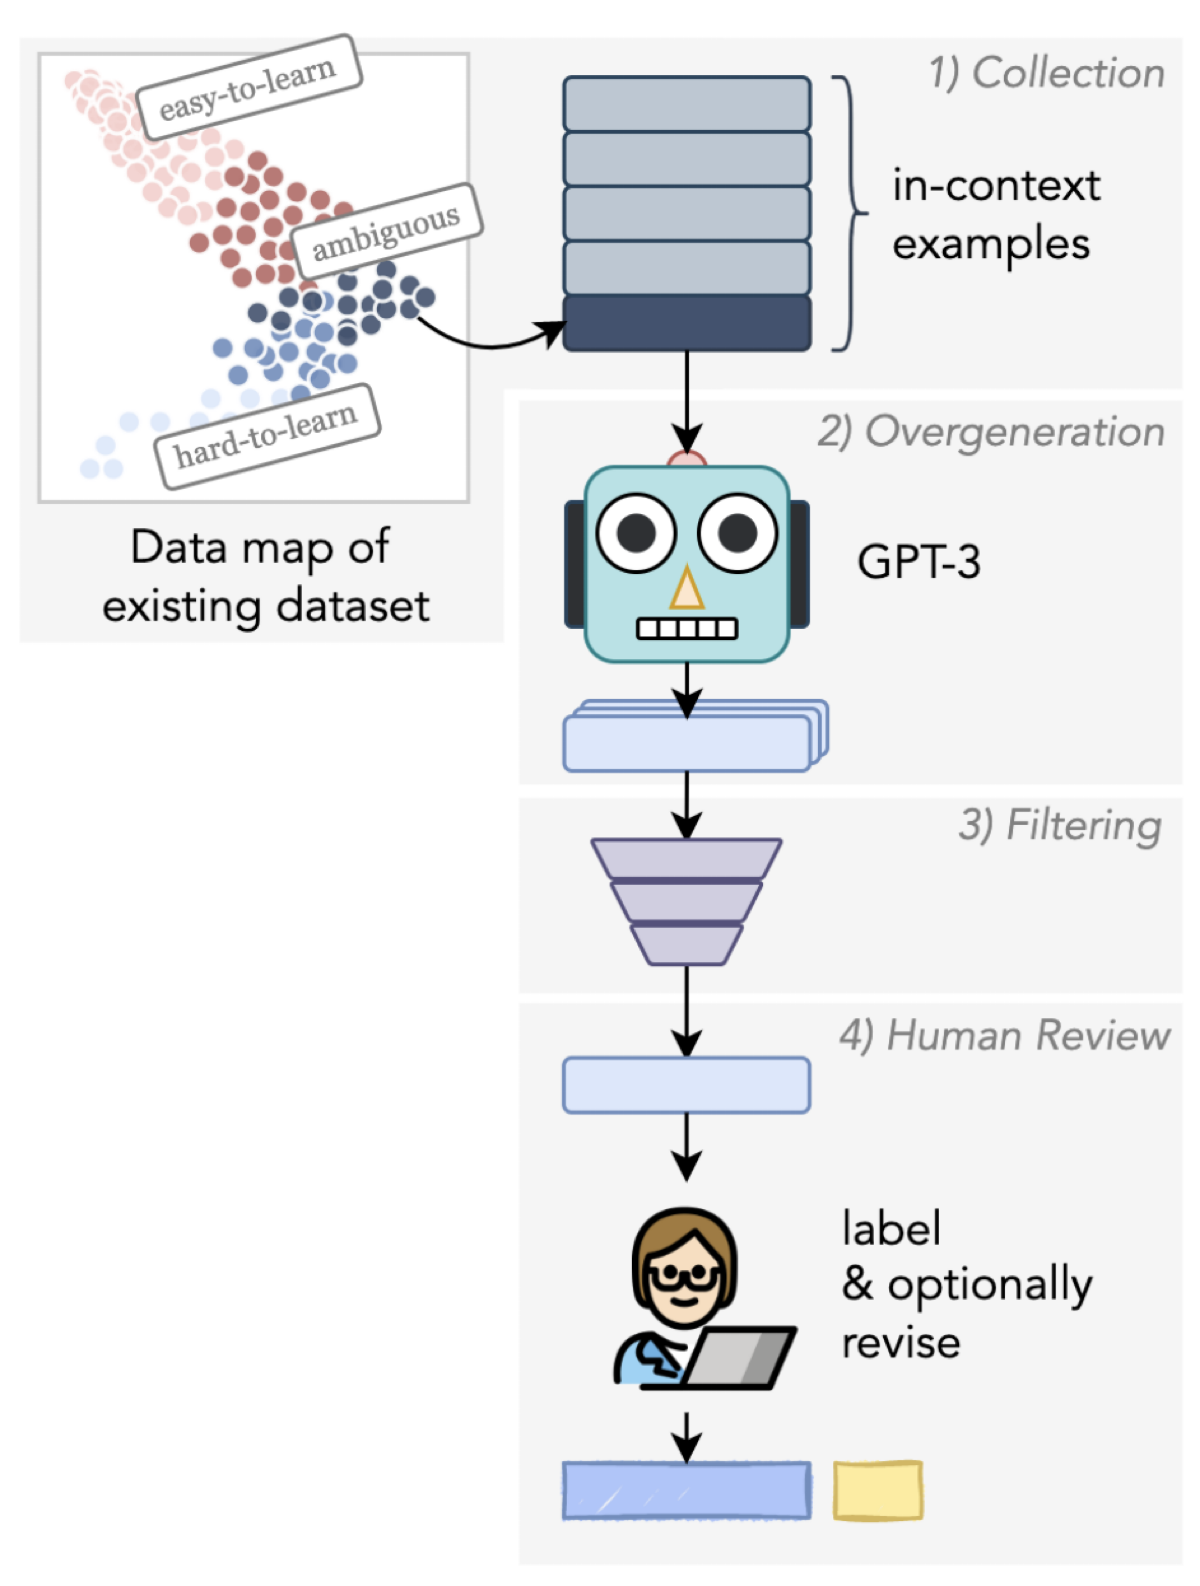 easy-to-learn
ambiguous
hard-to-learn
Data map of
existing dataset
1) Collection
in-context
examples
2) Overgeneration
GPT-3
3) Filtering
4) Human Review
label
& optionally
revise